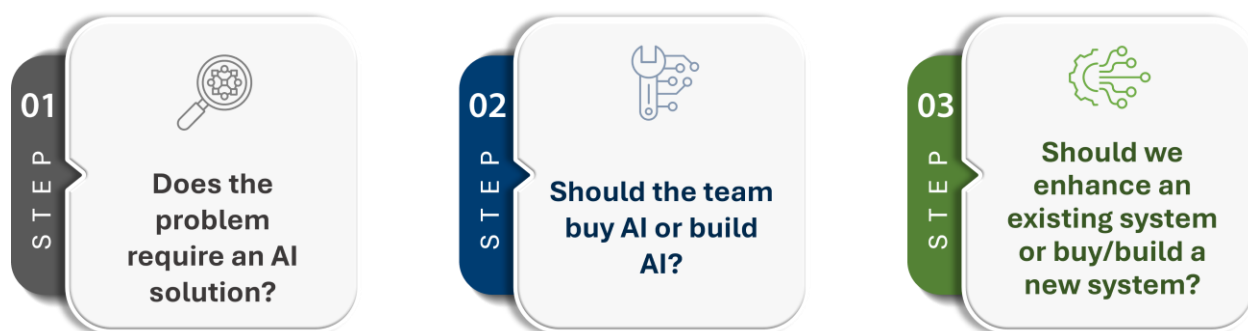 01
STEP
Does the
problem
require an AI
solution?
02
STEP
Should the team
buy AI or build
AI?
03
STEP
Should we
enhance an
existing system
or buy/build a
new system?